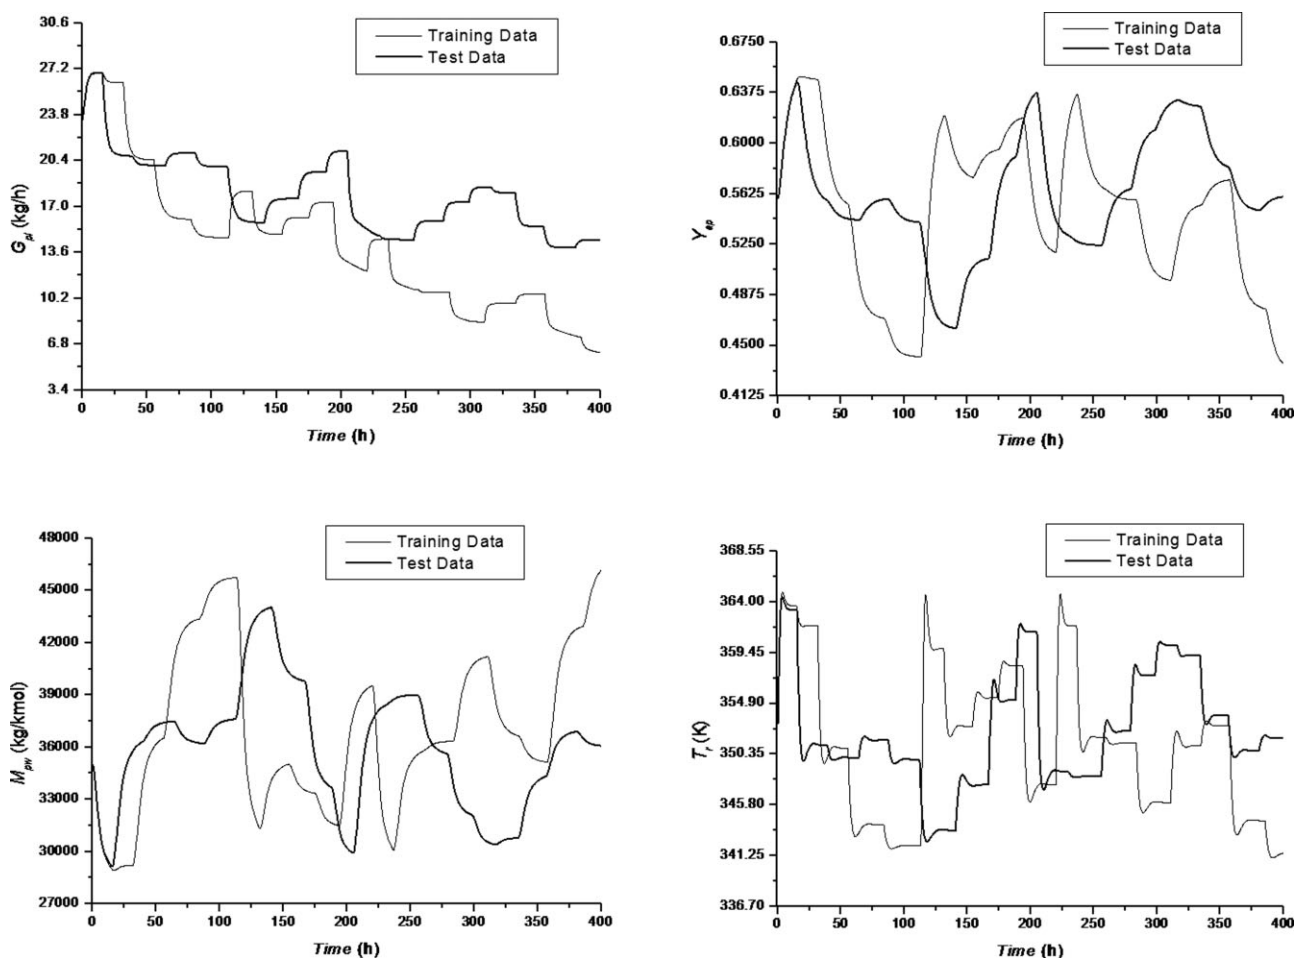 Training Data
Test Data
30.6
27.2
23.8
20.4
17.0
13.6
10.2
6.8
3.4
G_pl (kg/h)
0 50 100 150 200 250 300 350 400
Time (h)
Training Data
Test Data
0.6750
0.6375
0.6000
0.5625
0.5250
0.4875
0.4500
0.4125
0 50 100 150 200 250 300 350 400
Time (h)
Training Data
Test Data
48000
45000
42000
39000
36000
33000
30000
27000
M_pw (kg/kmol)
0 50 100 150 200 250 300 350 400
Time (h)
Training Data
Test Data
368.55
364.00
359.45
354.90
350.35
345.80
341.25
336.70
T_r (K)
0 50 100 150 200 250 300 350 400
Time (h)